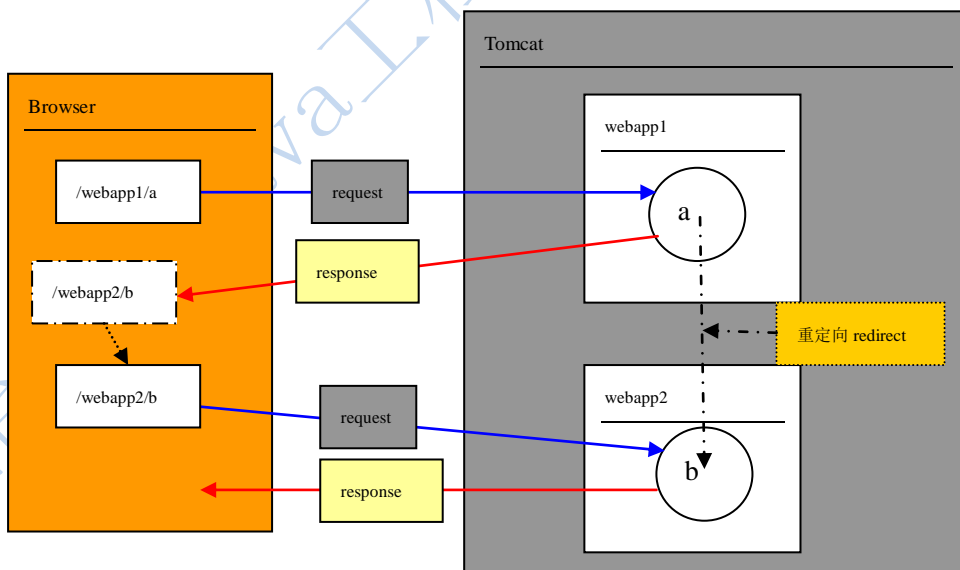 Tomcat
Browser
webapp1
/webapp1/a
request
a
response
/webapp2/b
重定向 redirect
/webapp2/b
webapp2
request
b
response